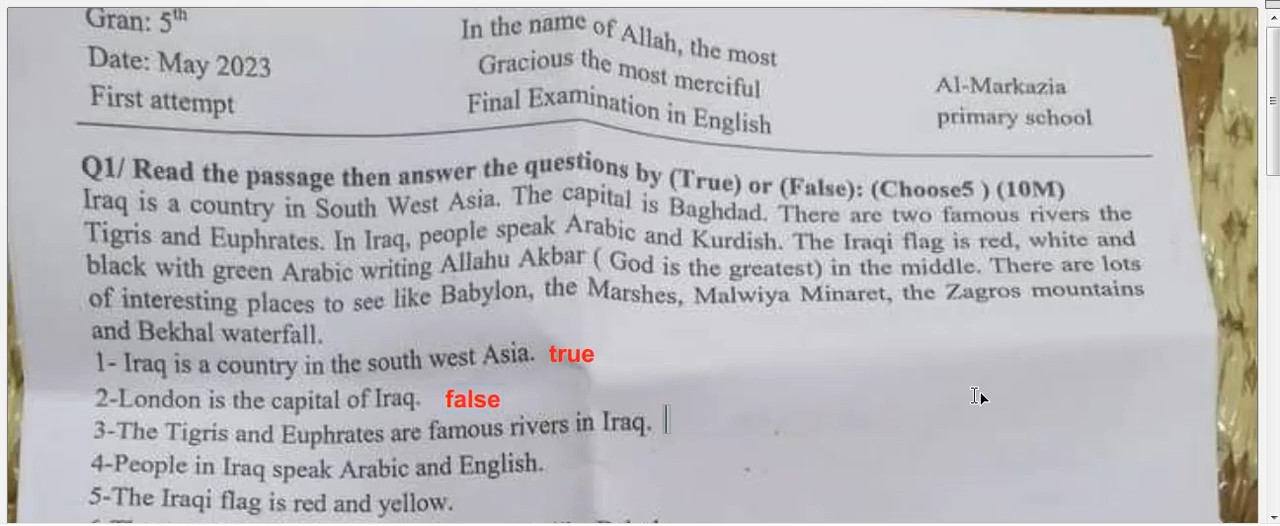 Gran: 5th
Date: May 2023
First attempt
In the name of Allah, the most
Gracious the most merciful
Final Examination in English
Al-Markazia
primary school
Q1/ Read the passage then answer the questions by (True) or (False): (Choose5 ) (10M)
Iraq is a country in South West Asia. The capital is Baghdad. There are two famous rivers the
Tigris and Euphrates. In Iraq, people speak Arabic and Kurdish. The Iraqi flag is red, white and
black with green Arabic writing Allahu Akbar ( God is the greatest) in the middle. There are lots
of interesting places to see like Babylon, the Marshes, Malwiya Minaret, the Zagros mountains
and Bekhal waterfall.
1- Iraq is a country in the south west Asia. true
2-London is the capital of Iraq. false
3-The Tigris and Euphrates are famous rivers in Iraq.
4-People in Iraq speak Arabic and English.
5-The Iraqi flag is red and yellow.